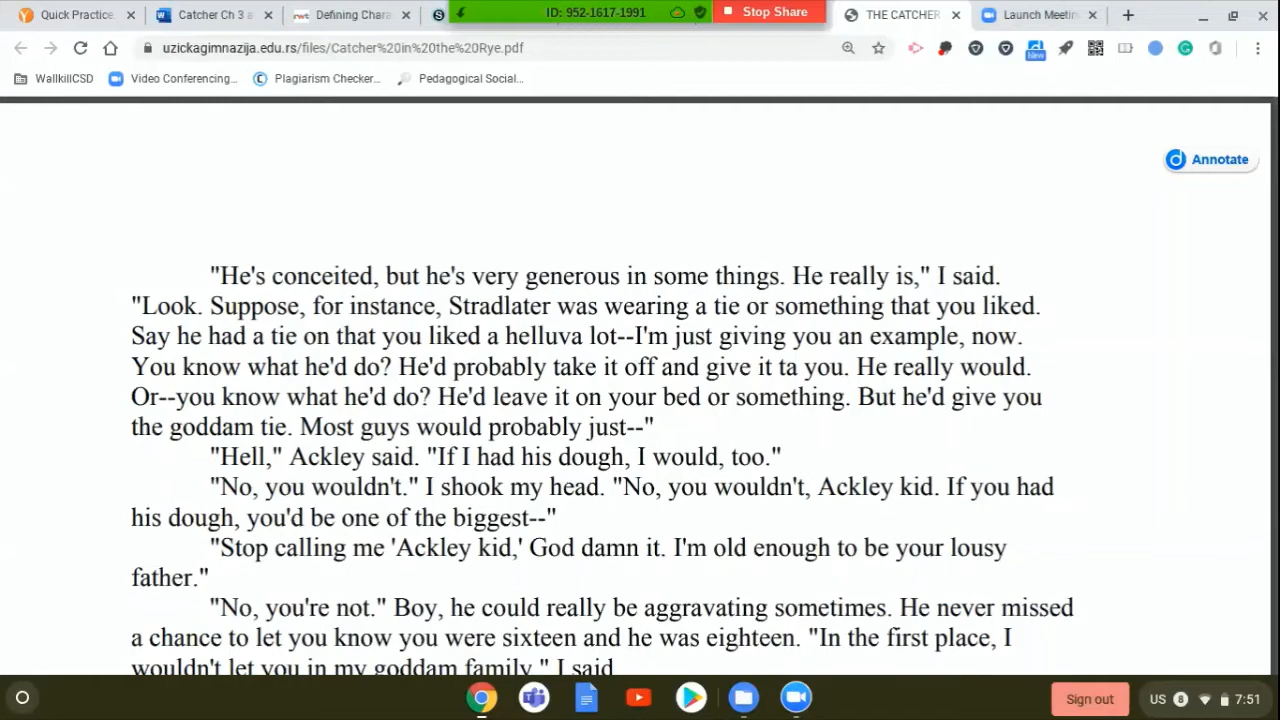 Quick Practice
Catcher Ch 3 a
Defining Chara
ID: 952-1617-1991
Stop Share
THE CATCHER
Launch Meetin
uzickagimnazija.edu.rs/files/Catcher%20in%20the%20Rye.pdf
New
WallkillCSD
Video Conferencing...
Plagiarism Checker...
Pedagogical Social...
Annotate
"He's conceited, but he's very generous in some things. He really is," I said.
"Look. Suppose, for instance, Stradlater was wearing a tie or something that you liked.
Say he had a tie on that you liked a helluva lot--I'm just giving you an example, now.
You know what he'd do? He'd probably take it off and give it ta you. He really would.
Or--you know what he'd do? He'd leave it on your bed or something. But he'd give you
the goddam tie. Most guys would probably just--"
"Hell," Ackley said. "If I had his dough, I would, too."
"No, you wouldn't." I shook my head. "No, you wouldn't, Ackley kid. If you had
his dough, you'd be one of the biggest--"
"Stop calling me 'Ackley kid,' God damn it. I'm old enough to be your lousy
father."
"No, you're not." Boy, he could really be aggravating sometimes. He never missed
a chance to let you know you were sixteen and he was eighteen. "In the first place, I
wouldn't let you in my goddam family," I said
Sign out
US
8
7:51